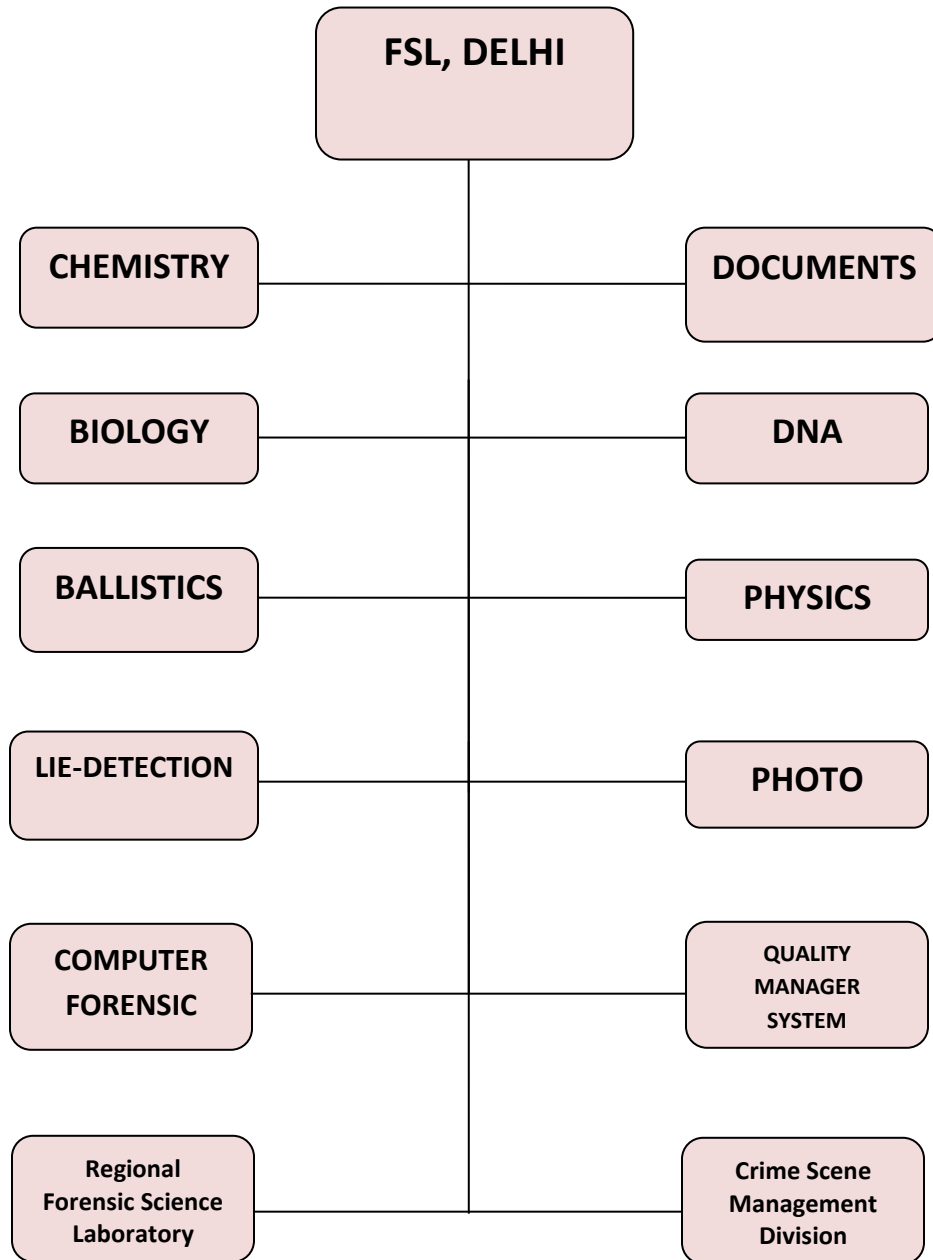 FSL, DELHI
CHEMISTRY
DOCUMENTS
BIOLOGY
DNA
BALLISTICS
PHYSICS
LIE-DETECTION
PHOTO
COMPUTER
FORENSIC
QUALITY
MANAGER
SYSTEM
Regional
Forensic Science
Laboratory
Crime Scene
Management
Division